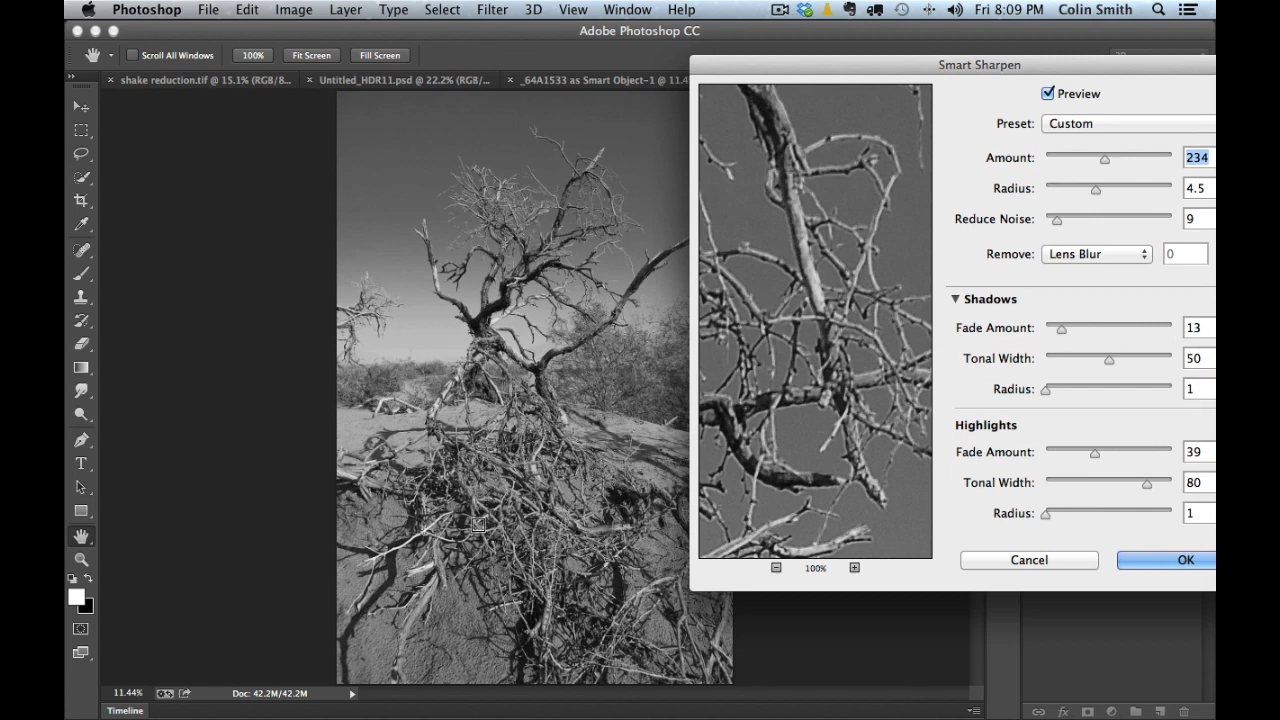 Photoshop File Edit Image Layer Type Select Filter 3D View Window Help Fri 8:09 PM Colin Smith
Adobe Photoshop CC
Scroll All Windows 100% Fit Screen Fill Screen
× shake reduction.tif @ 15.1% (RGB/8... × Untitled_HDR11.psd @ 22.2% (RGB/... × _64A1533 as Smart Object-1 @ 11.4
Smart Sharpen
Preview
Preset: Custom
Amount: 234
Radius: 4.5
Reduce Noise: 9
Remove: Lens Blur 0
Shadows
Fade Amount: 13
Tonal Width: 50
Radius: 1
Highlights
Fade Amount: 39
Tonal Width: 80
Radius: 1
Cancel OK
100%
11.44% Doc: 42.2M/42.2M
Timeline